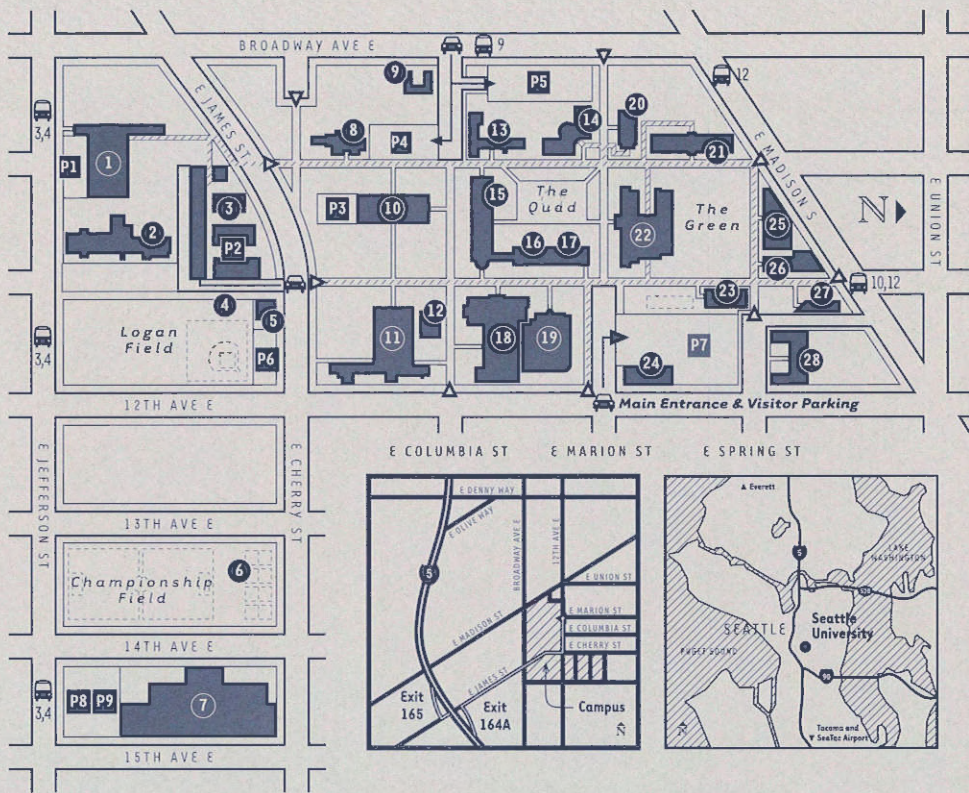 BROADWAY AVE E
9
12
3,4
E JAMES ST.
E MADISON S
E UNION ST
N
P1
1
2
3
P2
4
5
P6
Logan
Field
3,4
8
9
P4
P5
13
14
20
21
P3
10
15
The
Quad
16
17
22
The
Green
25
26
27
10,12
11
12
18
19
23
24
P7
28
12TH AVE E
Main Entrance & Visitor Parking
E JEFFERSON ST
E CHERRY ST
E COLUMBIA ST
E MARION ST
E SPRING ST
13TH AVE E
Championship
Field
6
14TH AVE E
3,4
P8
P9
7
15TH AVE E
E DENNY WAY
E OLIVE WAY
BROADWAY AVE E
12TH AVE E
5
E UNION ST
E MADISON ST
E MARION ST
E COLUMBIA ST
E CHERRY ST
E JAMES ST
Exit
165
Exit
164A
Campus
N
Everett
5
LAKE
WASHINGTON
520
SEATTLE
Seattle
University
PUGET SOUND
90
Tacoma and
SeaTac Airport
N